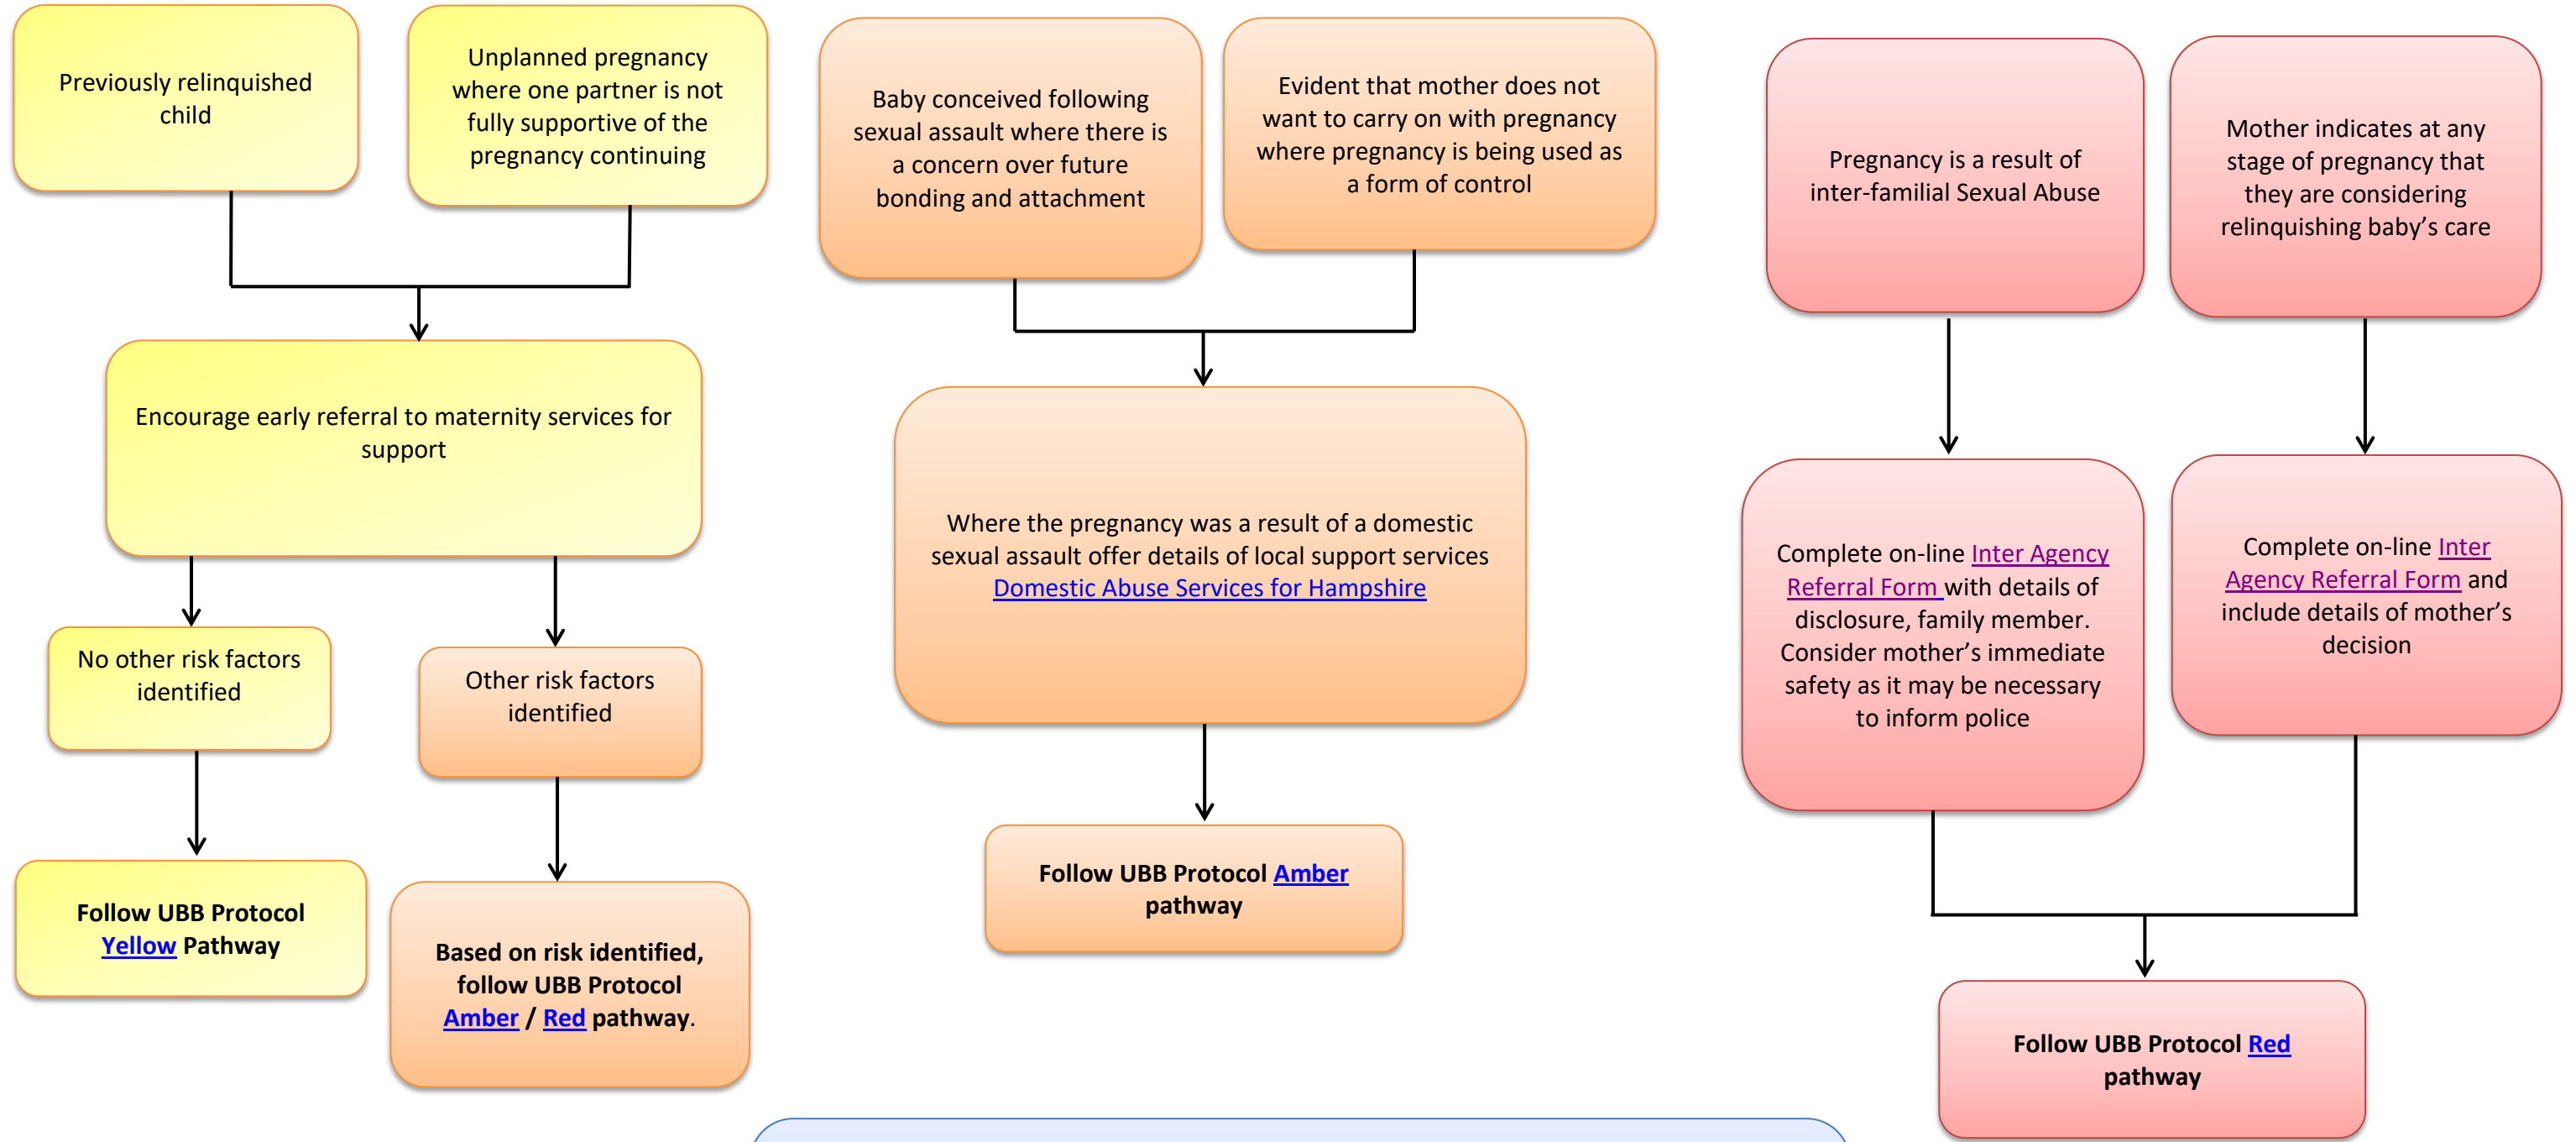 Previously relinquished
child
Unplanned pregnancy
where one partner is not
fully supportive of the
pregnancy continuing
Encourage early referral to maternity services for
support
No other risk factors
identified
Other risk factors
identified
Follow UBB Protocol
Yellow Pathway
Based on risk identified,
follow UBB Protocol
Amber / Red pathway.
Baby conceived following
sexual assault where there is
a concern over future
bonding and attachment
Evident that mother does not
want to carry on with pregnancy
where pregnancy is being used as
a form of control
Where the pregnancy was a result of a domestic
sexual assault offer details of local support services
Domestic Abuse Services for Hampshire
Follow UBB Protocol Amber
pathway
Pregnancy is a result of
inter-familial Sexual Abuse
Mother indicates at any
stage of pregnancy that
they are considering
relinquishing baby’s care
Complete on-line Inter Agency
Referral Form with details of
disclosure, family member.
Consider mother’s immediate
safety as it may be necessary
to inform police
Complete on-line Inter
Agency Referral Form and
include details of mother’s
decision
Follow UBB Protocol Red
pathway